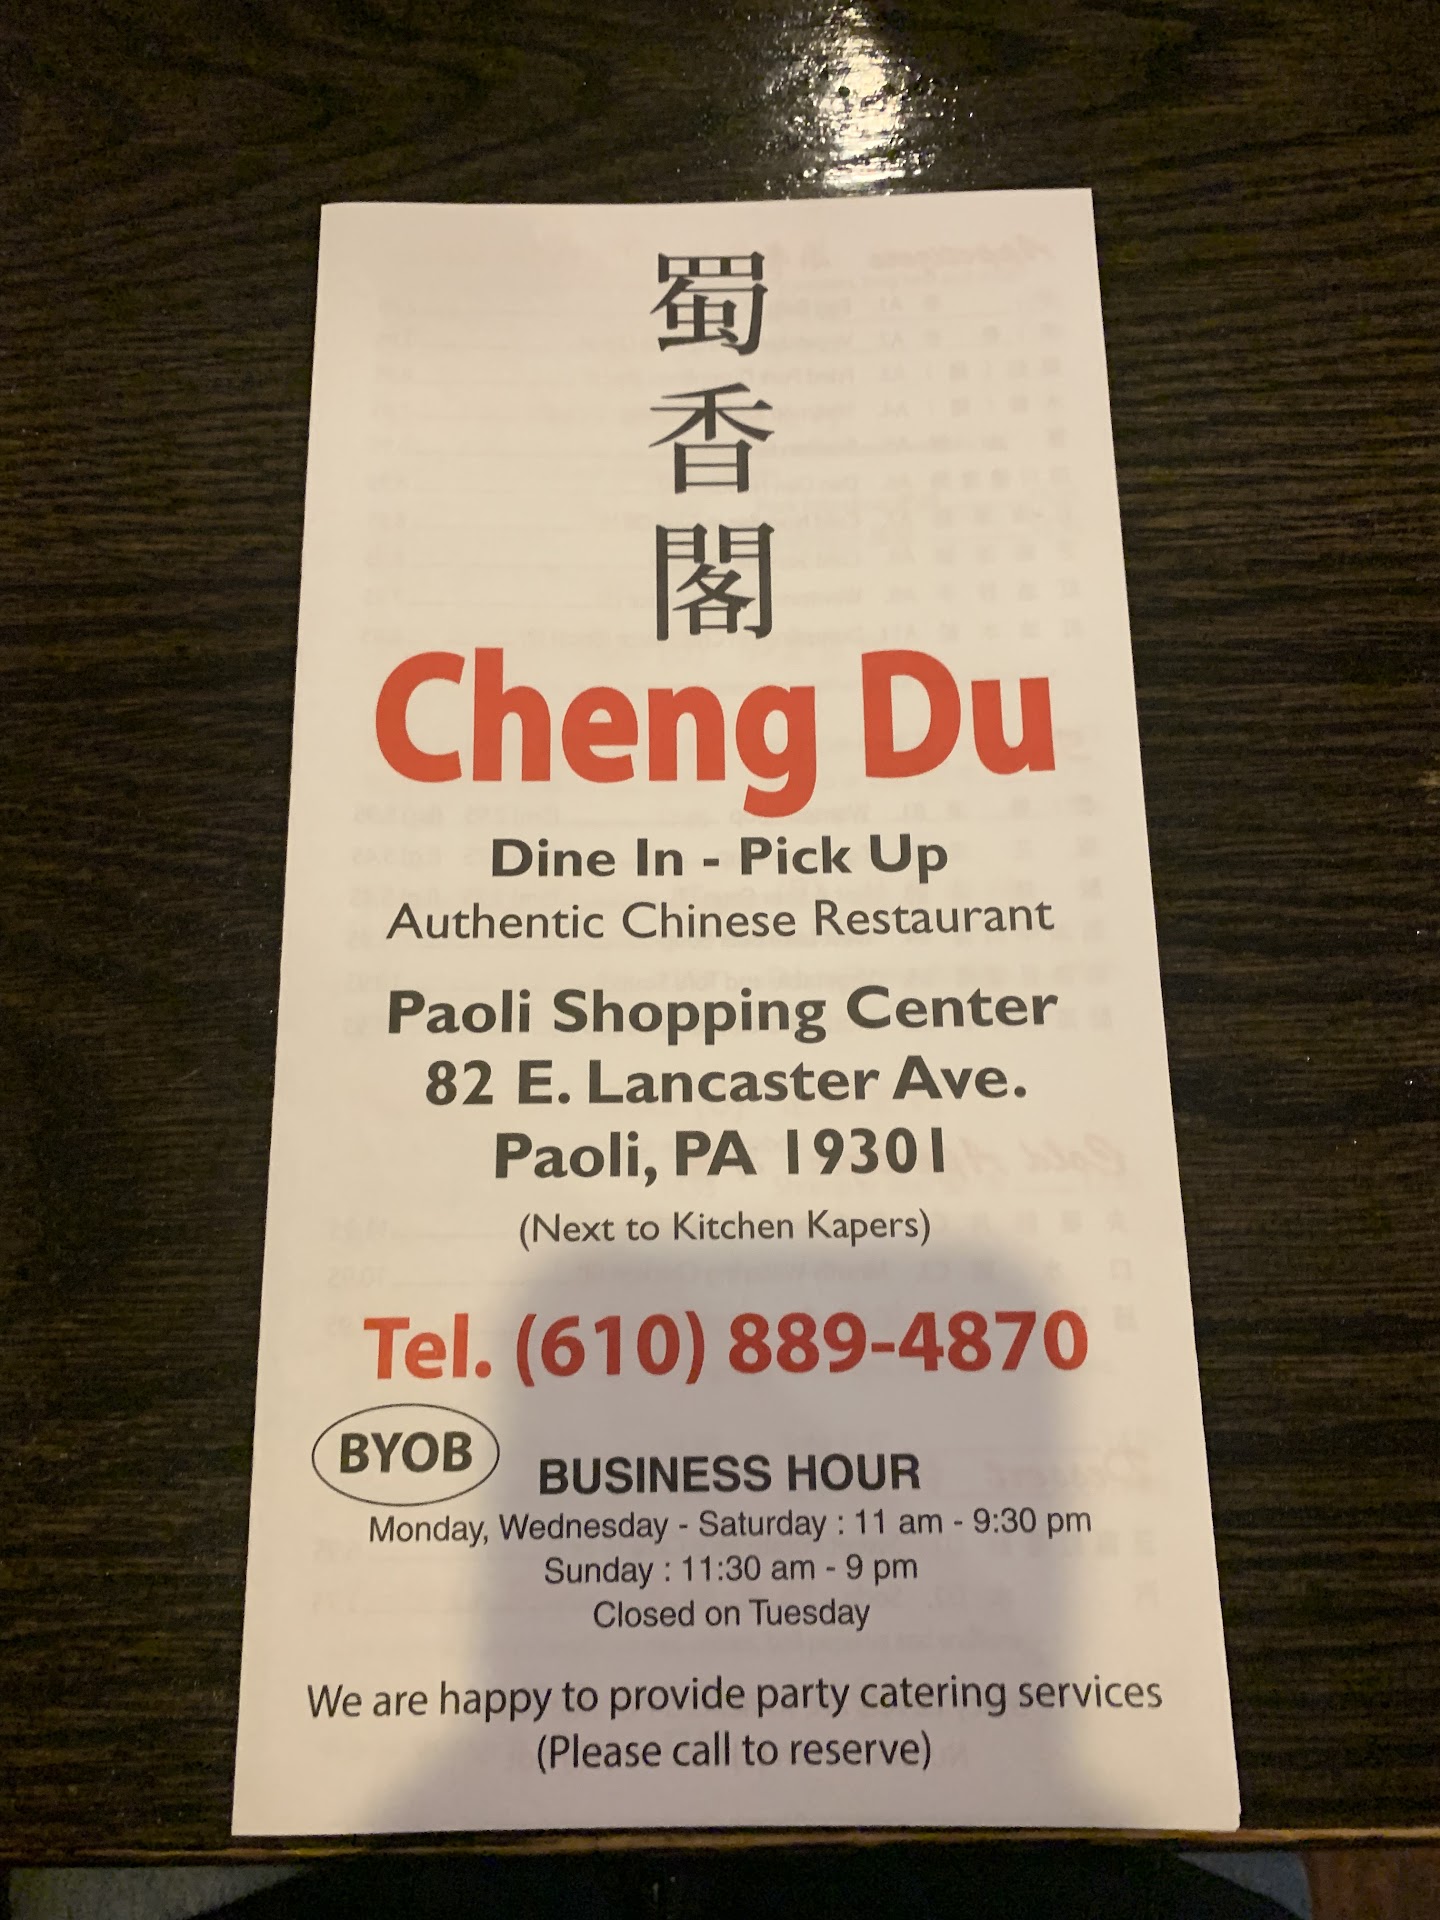 蜀
香
閣
Cheng Du
Dine In - Pick Up
Authentic Chinese Restaurant
Paoli Shopping Center
82 E. Lancaster Ave.
Paoli, PA 19301
(Next to Kitchen Kapers)
Tel. (610) 889-4870
BYOB
BUSINESS HOUR
Monday, Wednesday - Saturday : 11 am - 9:30 pm
Sunday : 11:30 am - 9 pm
Closed on Tuesday
We are happy to provide party catering services
(Please call to reserve)